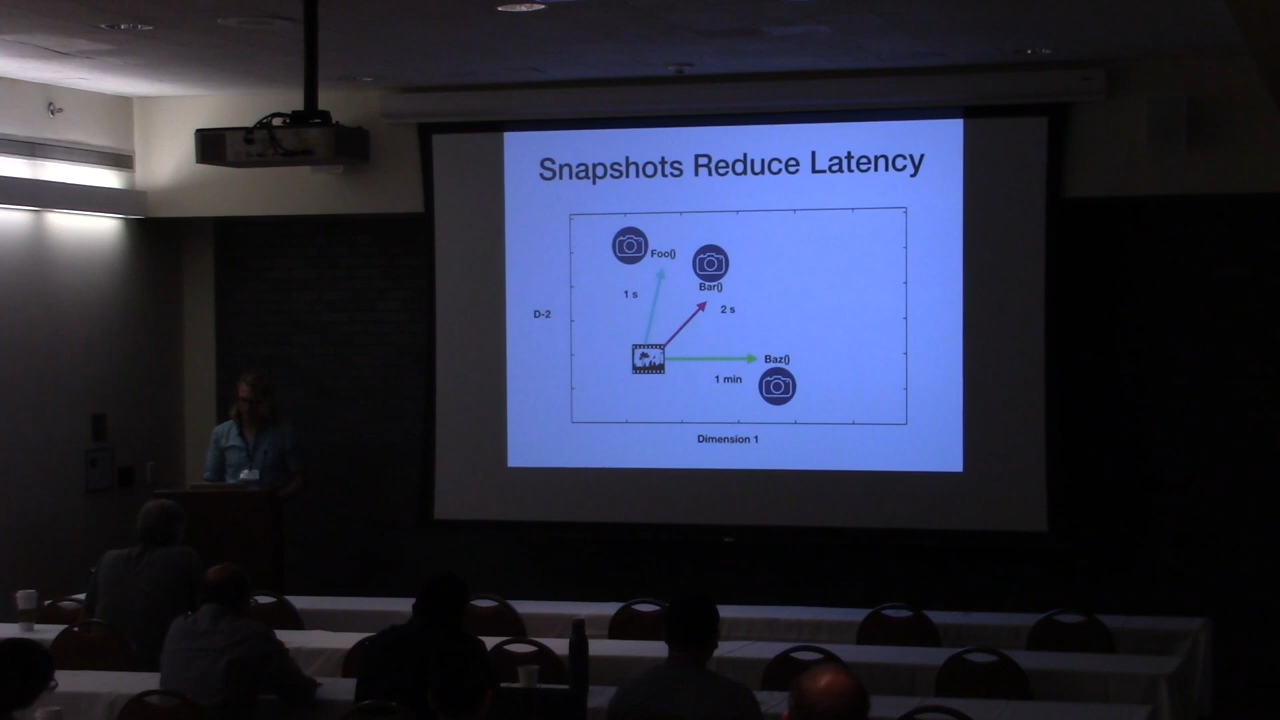 Snapshots Reduce Latency
Foo()
Bar()
1 s
2 s
D-2
Baz()
1 min
Dimension 1